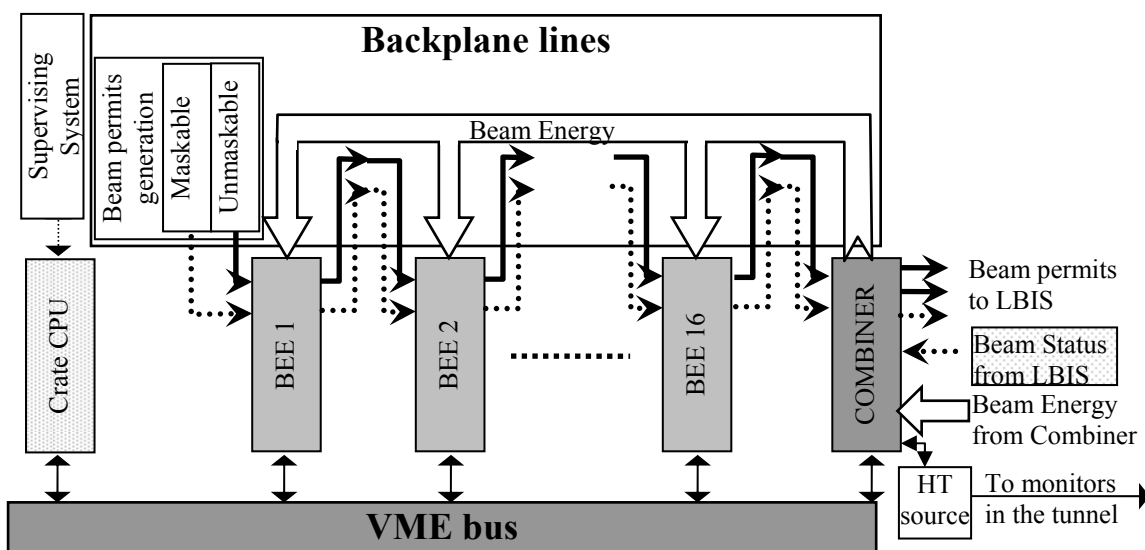 Backplane lines
Supervising
System
Beam permits
generation
Maskable
Unmaskable
Beam Energy
Crate CPU
BEE 1
BEE 2
BEE 16
COMBINER
Beam permits
to LBIS
Beam Status
from LBIS
Beam Energy
from Combiner
HT
source
To monitors
in the tunnel
VME bus